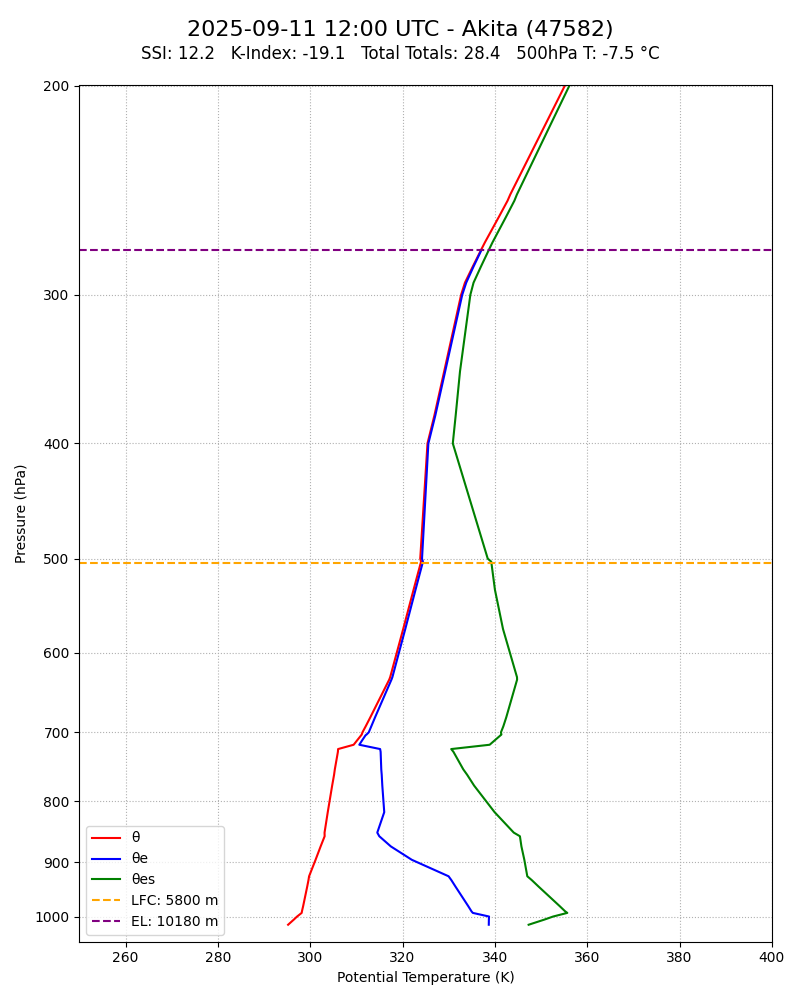 2025-09-11 12:00 UTC - Akita (47582)
SSI: 12.2   K-Index: -19.1   Total Totals: 28.4   500hPa T: -7.5 °C
200
300
400
500
600
700
800
900
1000
Pressure (hPa)
θ
θe
θes
LFC: 5800 m
EL: 10180 m
260 280 300 320 340 360 380 400
Potential Temperature (K)